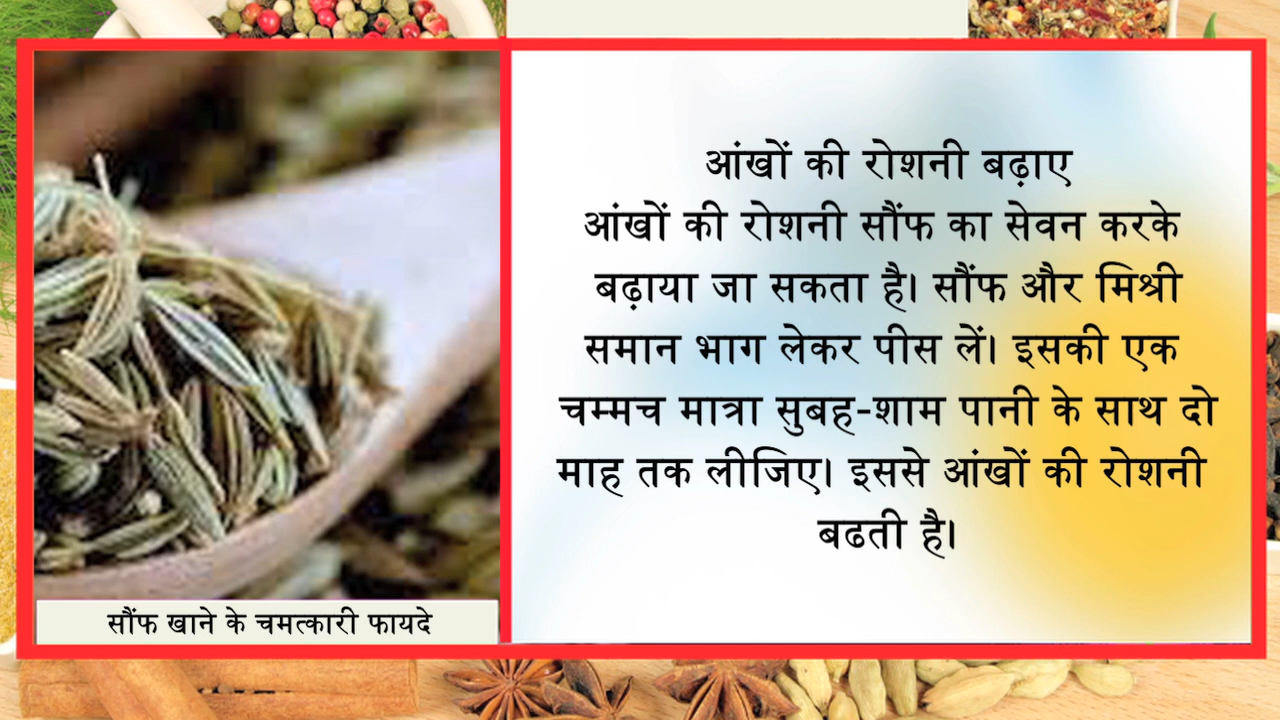 आंखों की रोशनी बढ़ाए
आंखों की रोशनी सौंफ का सेवन करके
बढ़ाया जा सकता है। सौंफ और मिश्री
समान भाग लेकर पीस लें। इसकी एक
चम्मच मात्रा सुबह-शाम पानी के साथ दो
माह तक लीजिए। इससे आंखों की रोशनी
बढती है।
सौंफ खाने के चमत्कारी फायदे